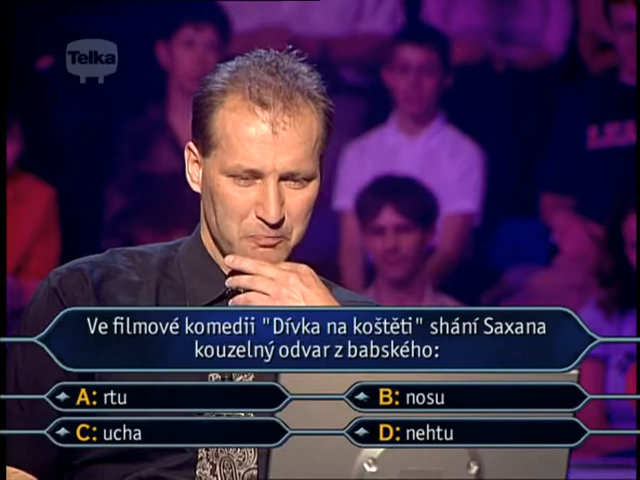 Telka
Ve filmové komedii "Dívka na koštěti" shání Saxana
kouzelný odvar z babského:
A: rtu
B: nosu
C: ucha
D: nehtu